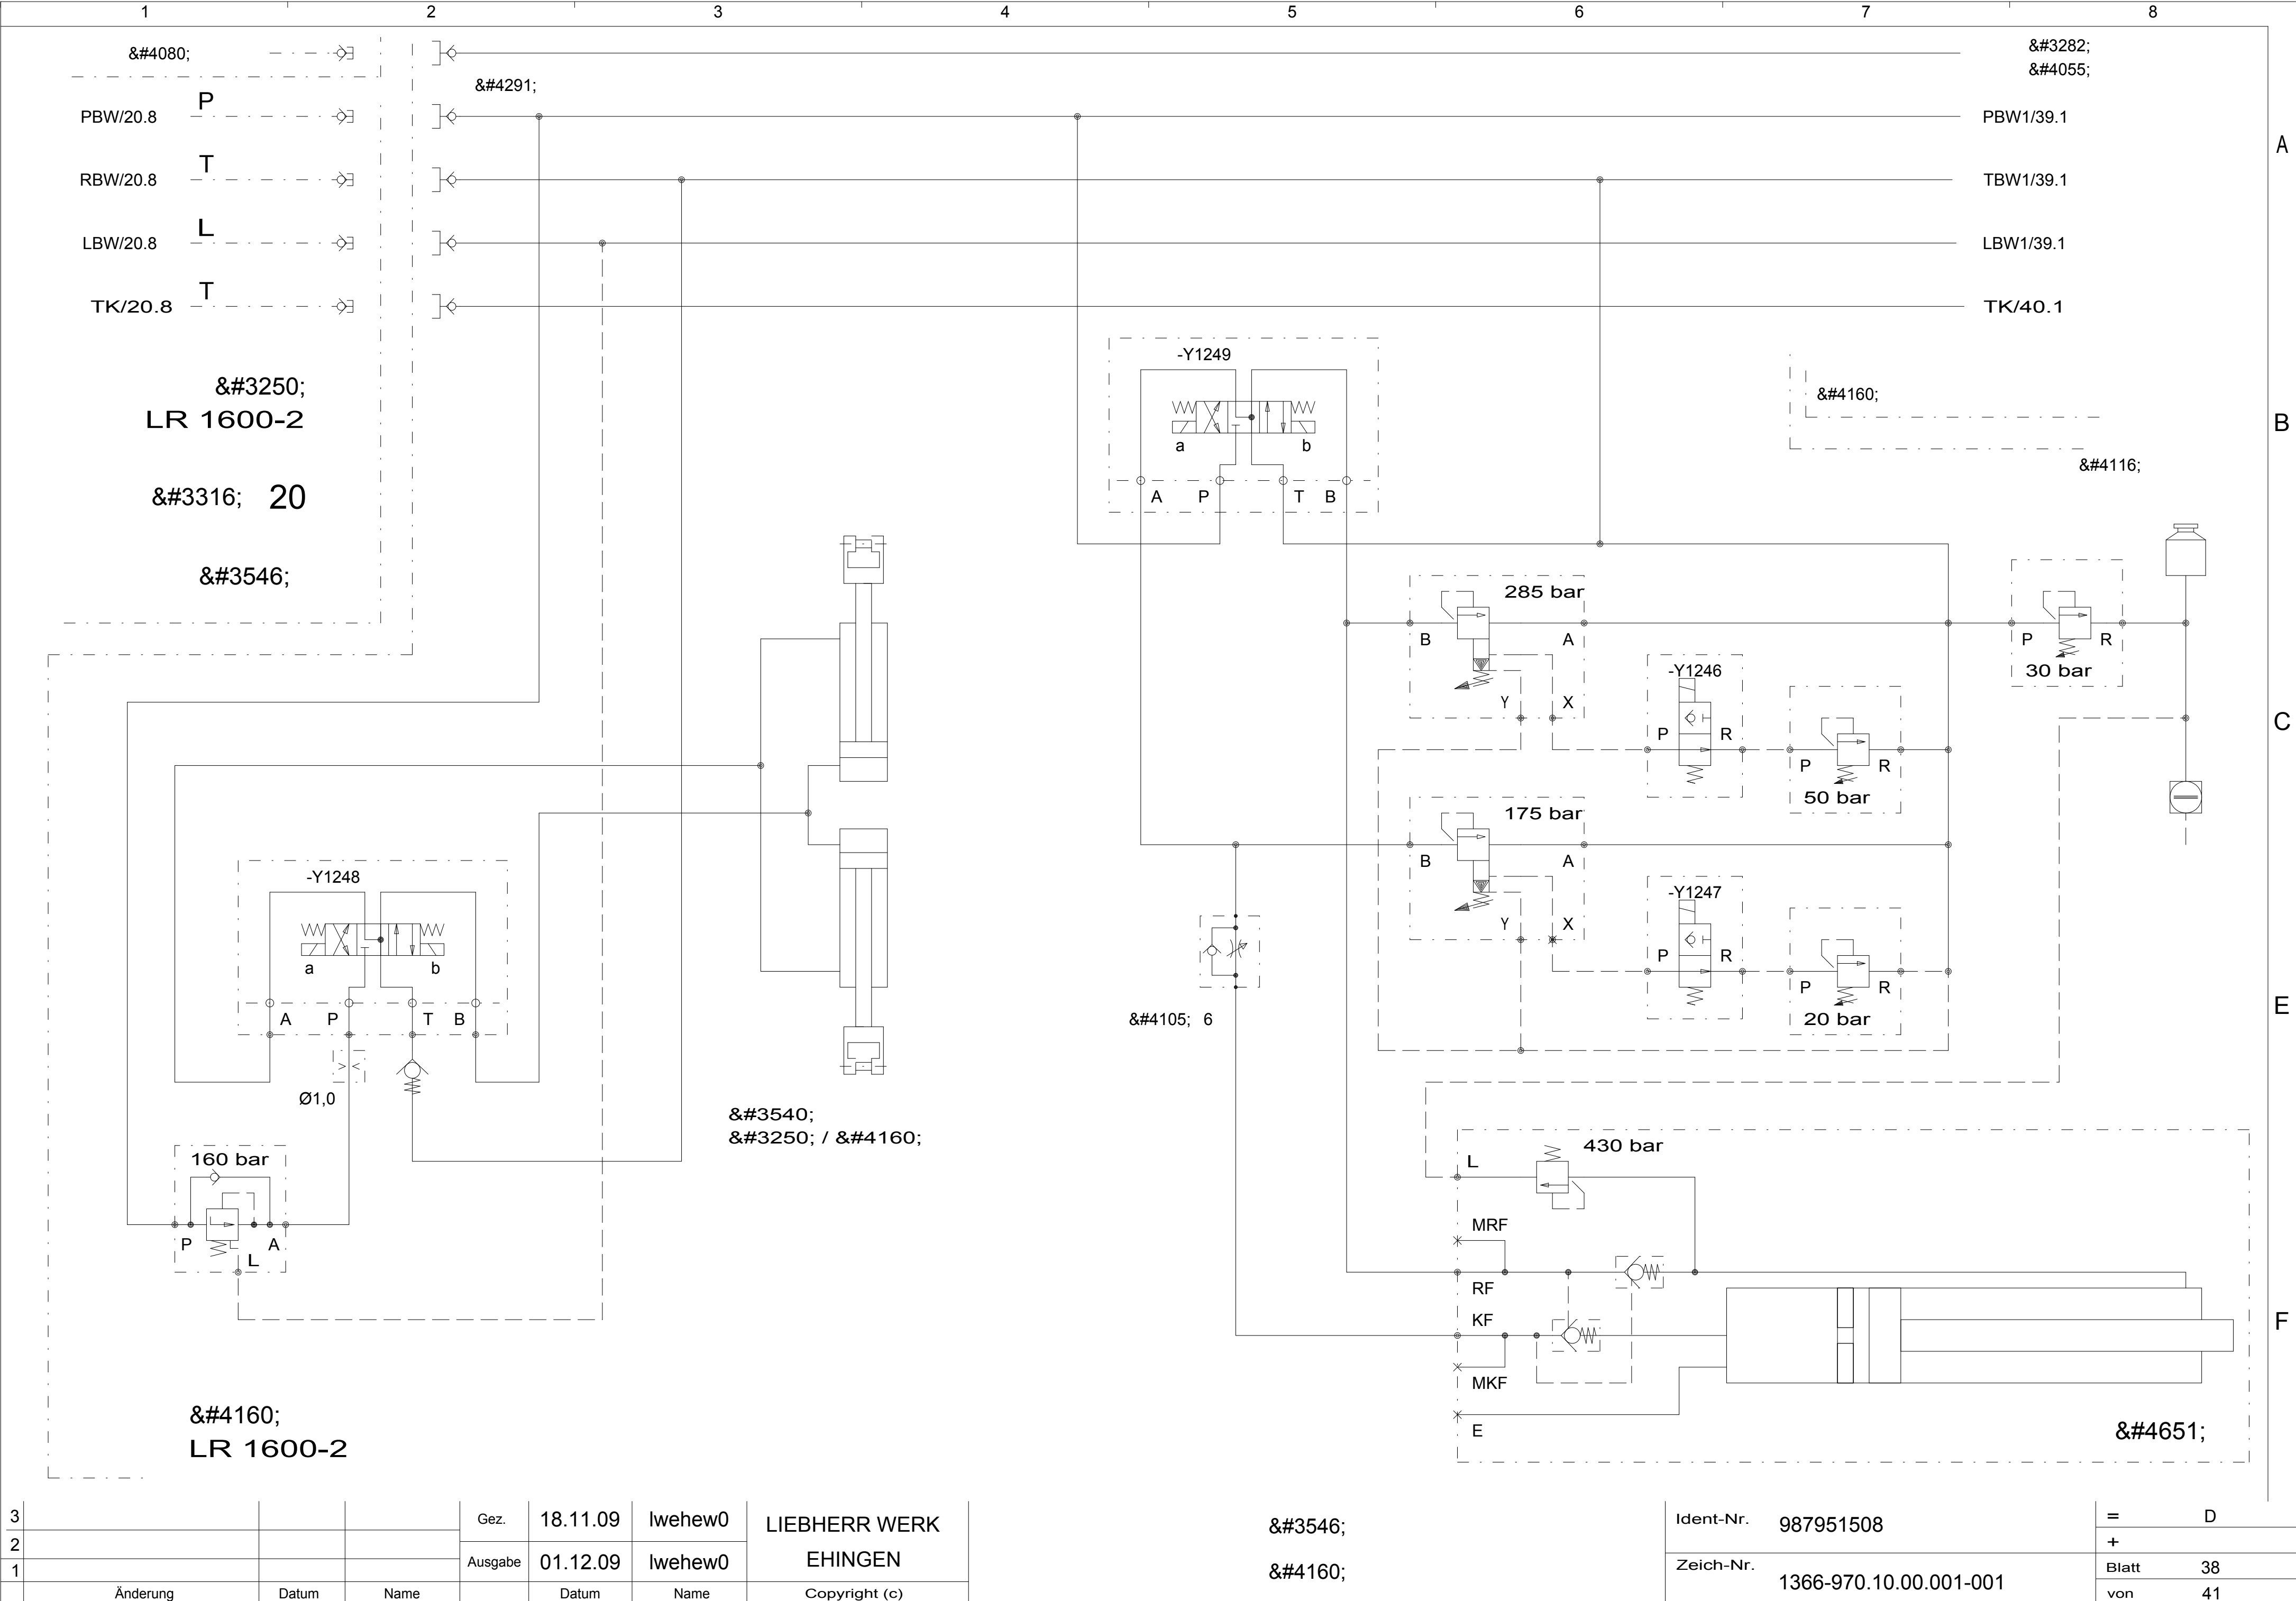 1 2 3 4 5 6 7 8
&#4080;
&#3282;
&#4055;
&#4291;
PBW/20.8 P
PBW1/39.1
A
RBW/20.8 T
TBW1/39.1
LBW/20.8 L
LBW1/39.1
TK/20.8 T
TK/40.1
-Y1249
a b
A P T B
&#3250;
LR 1600-2
&#4160;
B
&#4116;
&#3316; 20
&#3546;
285 bar
B A
Y X
-Y1246
P R
P R
50 bar
P R
30 bar
C
175 bar
B A
Y X
-Y1247
P R
P R
20 bar
E
-Y1248
a b
A P T B
Ø1,0
&#4105; 6
&#3540;
&#3250; / &#4160;
160 bar
P A
L
430 bar
L
MRF
RF
KF
MKF
E
F
&#4651;
&#4160;
LR 1600-2
3
2
1
Änderung Datum Name
Gez. 18.11.09 lwehew0
Ausgabe 01.12.09 lwehew0
Datum Name
LIEBHERR WERK
EHINGEN
Copyright (c)
&#3546;
&#4160;
Ident-Nr. 987951508
Zeich-Nr. 1366-970.10.00.001-001
= D
+
Blatt 38
von 41